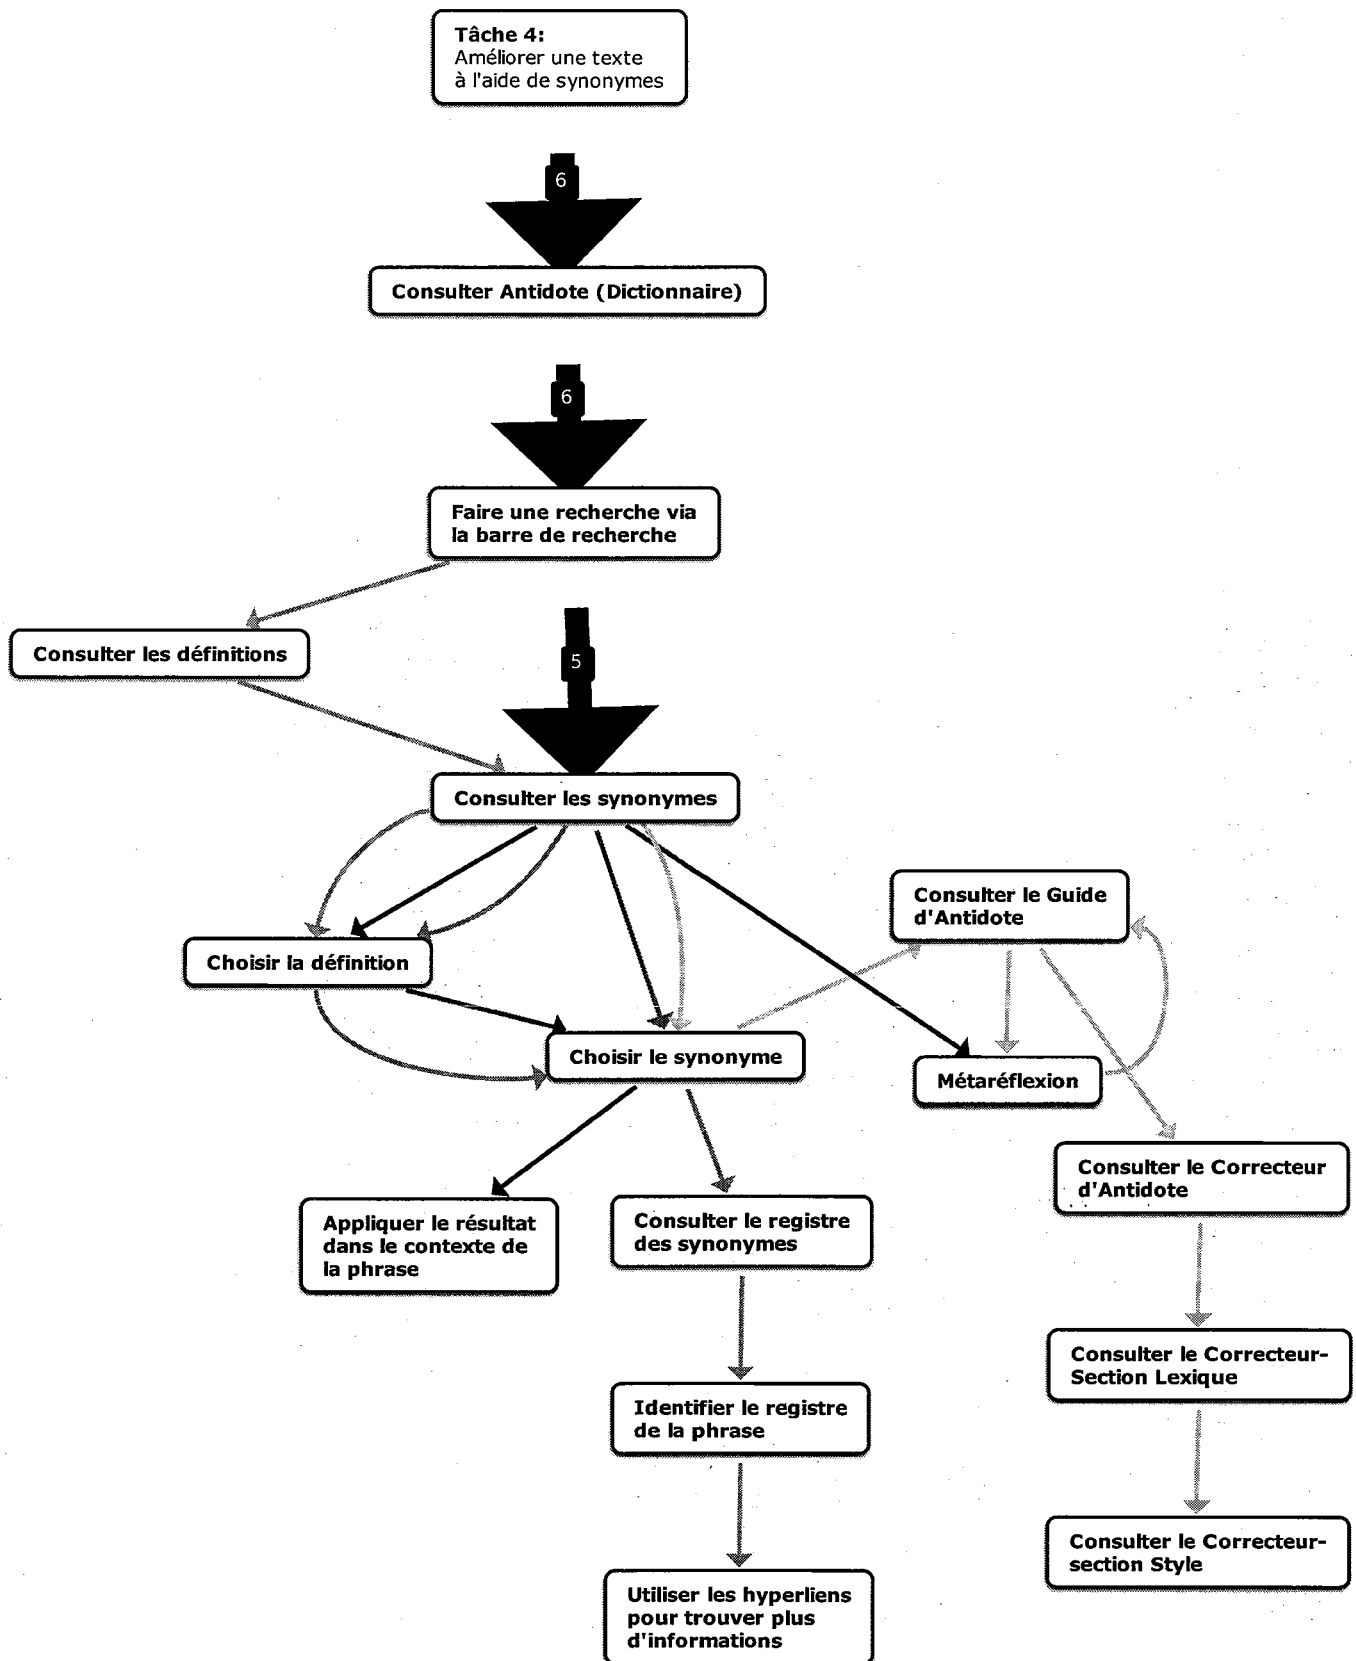 Tâche 4:
Améliorer une texte
à l'aide de synonymes
6
Consulter Antidote (Dictionnaire)
6
Faire une recherche via
la barre de recherche
Consulter les définitions
5
Consulter les synonymes
Consulter le Guide
d'Antidote
Choisir la définition
Choisir le synonyme
Métaréflexion
Consulter le Correcteur
d'Antidote
Appliquer le résultat
dans le contexte de
la phrase
Consulter le registre
des synonymes
Consulter le Correcteur-
Section Lexique
Identifier le registre
de la phrase
Consulter le Correcteur-
section Style
Utiliser les hyperliens
pour trouver plus
d'informations